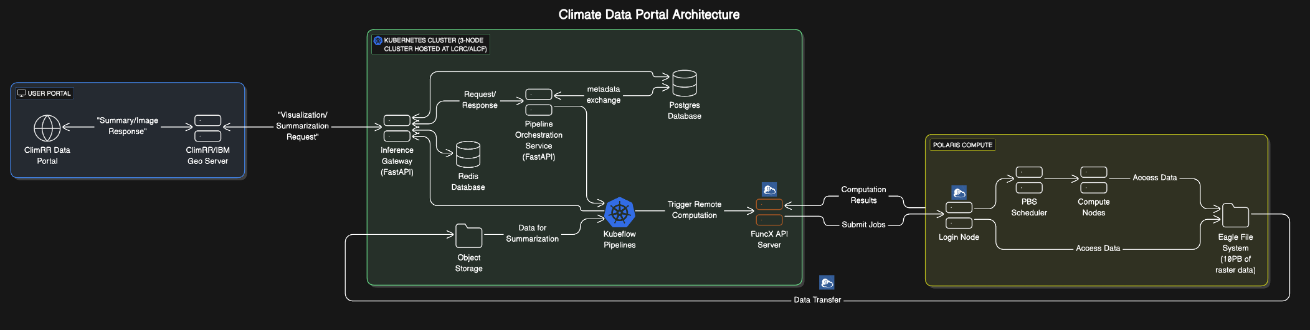 Climate Data Portal Architecture
KUBERNETES CLUSTER (3-NODE
CLUSTER HOSTED AT LCRC/ALCF)
USER PORTAL
ClimRR Data
Portal
"Summary/Image
Response"
ClimRR/IBM
Geo Server
"Visualization/
Summarization
Request"
Inference
Gateway
(FastAPI)
Request/
Response
Redis
Database
Pipeline
Orchestration
Service
(FastAPI)
metadata
exchange
Postgres
Database
Object
Storage
Data for
Summarization
Kubeflow
Pipelines
Trigger Remote
Computation
FuncX API
Server
Computation
Results
Submit Jobs
POLARIS COMPUTE
Login Node
PBS
Scheduler
Compute
Nodes
Access Data
Access Data
Eagle File
System
(10PB of
raster data)
Data Transfer